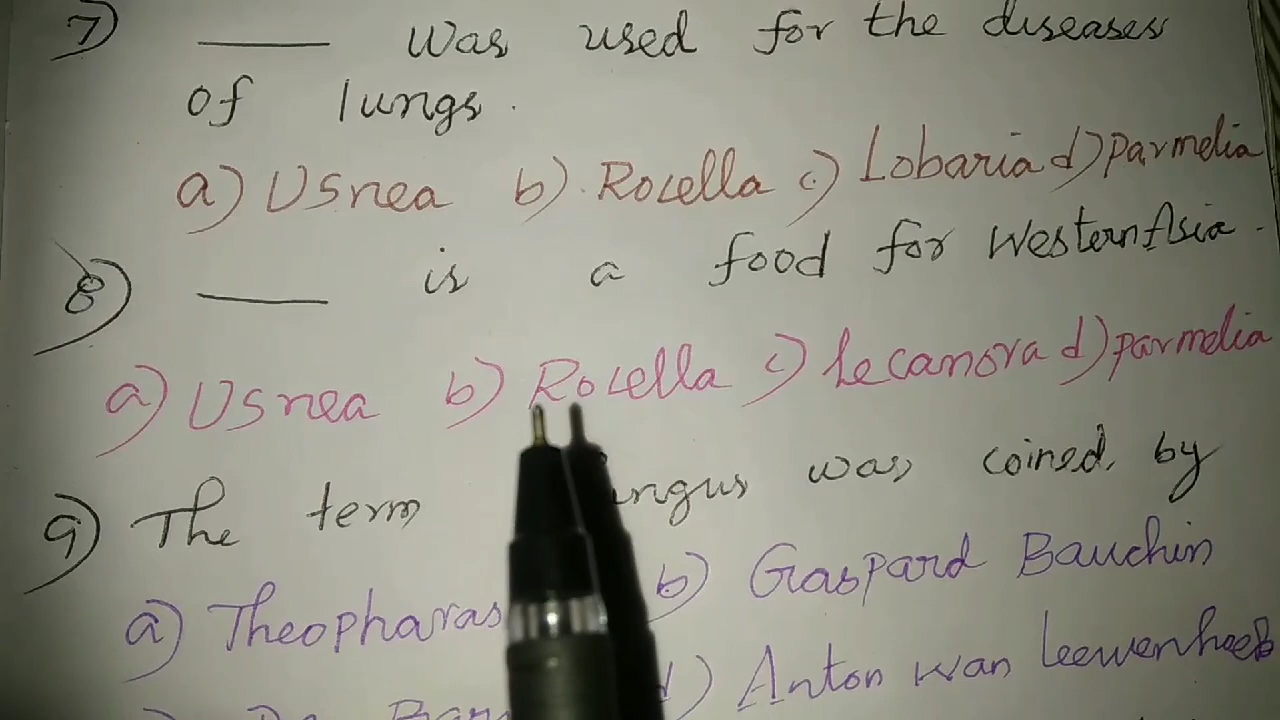 7) ____ was used for the diseases
of lungs.
a) Usnea b) Rocella c) Lobaria d) parmelia
8) ____ is a food for Western Asia.
a) Usnea b) Rocella c) Lecanora d) parmelia
9) The term ungus was coined by
a) Theopharas b) Gaspard Bauchin
d) Anton wan leewenhoek